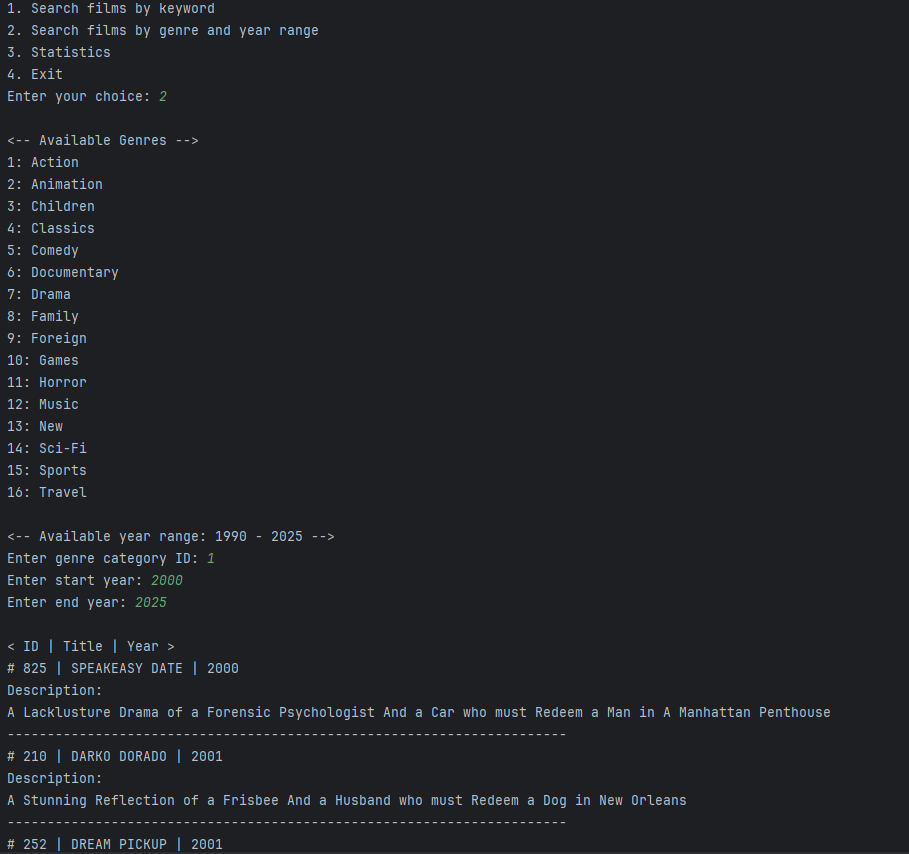 1. Search films by keyword
2. Search films by genre and year range
3. Statistics
4. Exit
Enter your choice: 2
<-- Available Genres -->
1: Action
2: Animation
3: Children
4: Classics
5: Comedy
6: Documentary
7: Drama
8: Family
9: Foreign
10: Games
11: Horror
12: Music
13: New
14: Sci-Fi
15: Sports
16: Travel
<-- Available year range: 1990 - 2025 -->
Enter genre category ID: 1
Enter start year: 2000
Enter end year: 2025
< ID | Title | Year >
# 825 | SPEAKEASY DATE | 2000
Description:
A Lacklusture Drama of a Forensic Psychologist And a Car who must Redeem a Man in A Manhattan Penthouse
----------------------------------------------------------------------
# 210 | DARKO DORADO | 2001
Description:
A Stunning Reflection of a Frisbee And a Husband who must Redeem a Dog in New Orleans
----------------------------------------------------------------------
# 252 | DREAM PICKUP | 2001